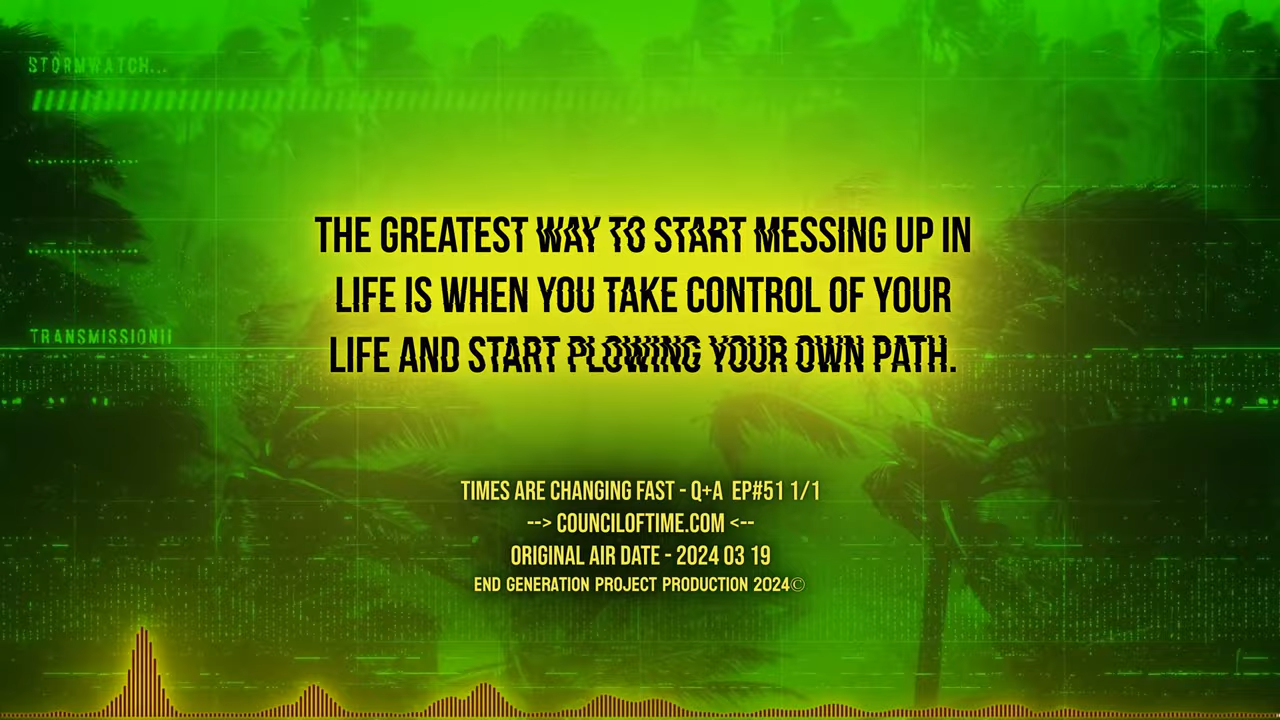 STORMWATCH...
TRANSMISSION11
THE GREATEST WAY TO START MESSING UP IN
LIFE IS WHEN YOU TAKE CONTROL OF YOUR
LIFE AND START PLOWING YOUR OWN PATH.
TIMES ARE CHANGING FAST - Q+A EP#51 1/1
--> COUNCILOFTIME.COM <--
ORIGINAL AIR DATE - 2024 03 19
END GENERATION PROJECT PRODUCTION 2024©